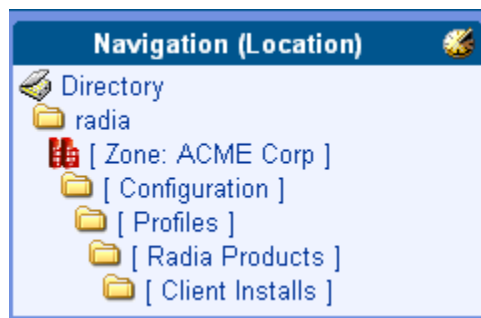 Navigation (Location)
Directory
radia
[ Zone: ACME Corp ]
[ Configuration ]
[ Profiles ]
[ Radia Products ]
[ Client Installs ]